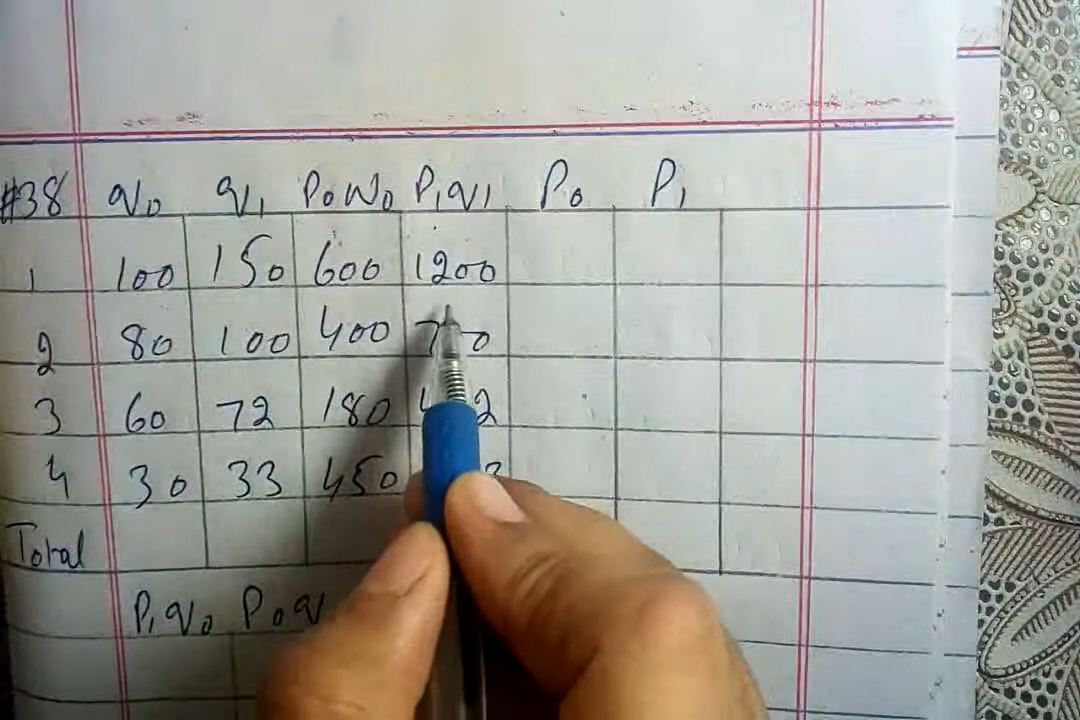 #38 q₀ q₁ P₀W₀ P₁q₁ P₀ P₁
1 100 150 600 1200
2 80 100 400
3 60 72 180
4 30 33 450
Total
P₁q₀ P₀q